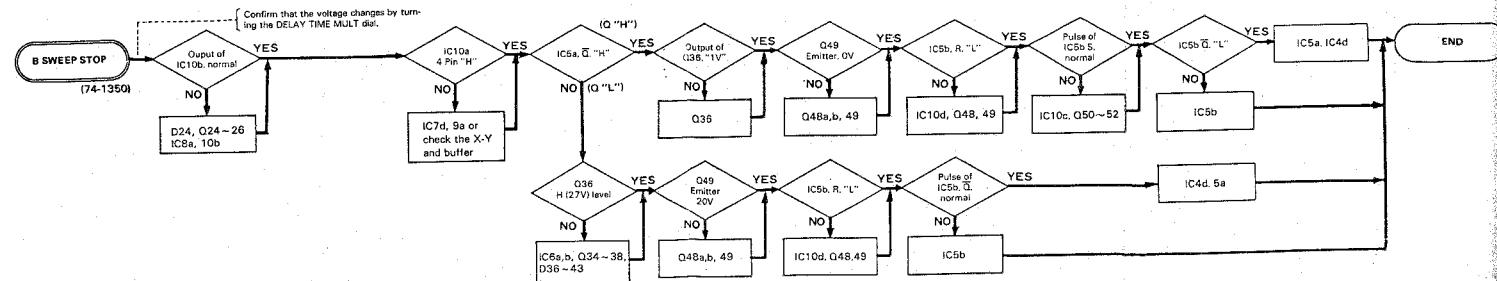 Confirm that the voltage changes by turn-
ing the DELAY TIME MULT dial.
B SWEEP STOP
(74-1350)
Ouput of
IC10b. normal
YES
NO
D24, Q24~26
IC8a, 10b
IC10a
4 Pin "H"
YES
NO
IC7d, 9a or
check the X-Y
and buffer
(Q "H")
IC5a, Q̅. "H"
YES
NO (Q "L")
Output of
Q36, "1V"
YES
NO
Q36
Q49
Emitter, 0V
YES
NO
Q48a,b, 49
IC5b, R, "L"
YES
NO
IC10d, Q48, 49
Pulse of
IC5b S,
normal
YES
NO
IC10c, Q50~52
IC5b Q̅. "L"
YES
NO
IC5b
IC5a, IC4d
END
Q36
H (27V) level
YES
NO
IC6a,b, Q34~38,
D36~43
Q49
Emitter
20V
YES
NO
Q48a,b, 49
IC5b, R, "L"
YES
NO
IC10d, Q48,49
Pulse of
IC5b, Q̅.
normal
YES
NO
IC5b
IC4d, 5a